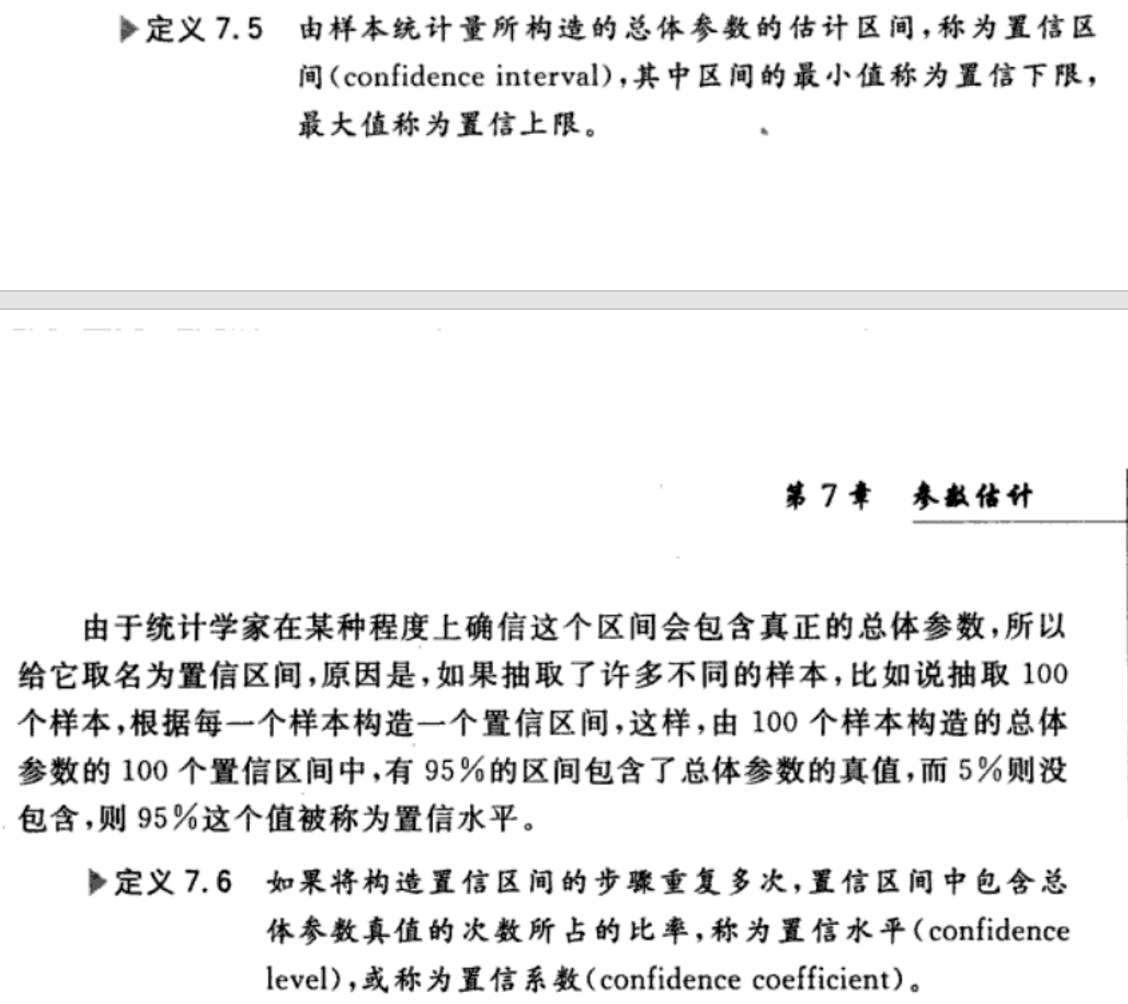 定义 7.5 由样本统计量所构造的总体参数的估计区间,称为置信区
间(confidence interval),其中区间的最小值称为置信下限,
最大值称为置信上限。
第 7 章 参数估计
由于统计学家在某种程度上确信这个区间会包含真正的总体参数,所以
给它取名为置信区间,原因是,如果抽取了许多不同的样本,比如说抽取 100
个样本,根据每一个样本构造一个置信区间,这样,由 100 个样本构造的总体
参数的 100 个置信区间中,有 95%的区间包含了总体参数的真值,而 5%则没
包含,则 95%这个值被称为置信水平。
定义 7.6 如果将构造置信区间的步骤重复多次,置信区间中包含总
体参数真值的次数所占的比率,称为置信水平(confidence
level),或称为置信系数(confidence coefficient)。